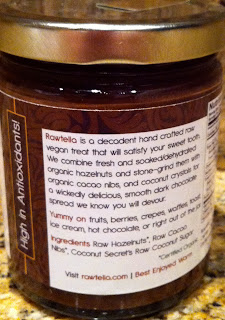 Rawtella is a decadent hand crafted raw
vegan treat that will satisfy your sweet tooth.
We combine fresh and soaked/dehydrated
organic hazelnuts and stone-grind them with
organic cacao nibs, and coconut crystals for
a wickedly delicious, smooth dark chocolate
spread we know you will devour.
Yummy on fruits, berries, crepes, waffles, toast,
ice cream, hot chocolate, or right out of the
Ingredients: Raw Hazelnuts*, Raw Cacao
Nibs*, Coconut Secret's Raw Coconut Sugar*
*Certified Organic
Visit rawtella.com | Best Enjoyed Warm
High in Antioxidants!